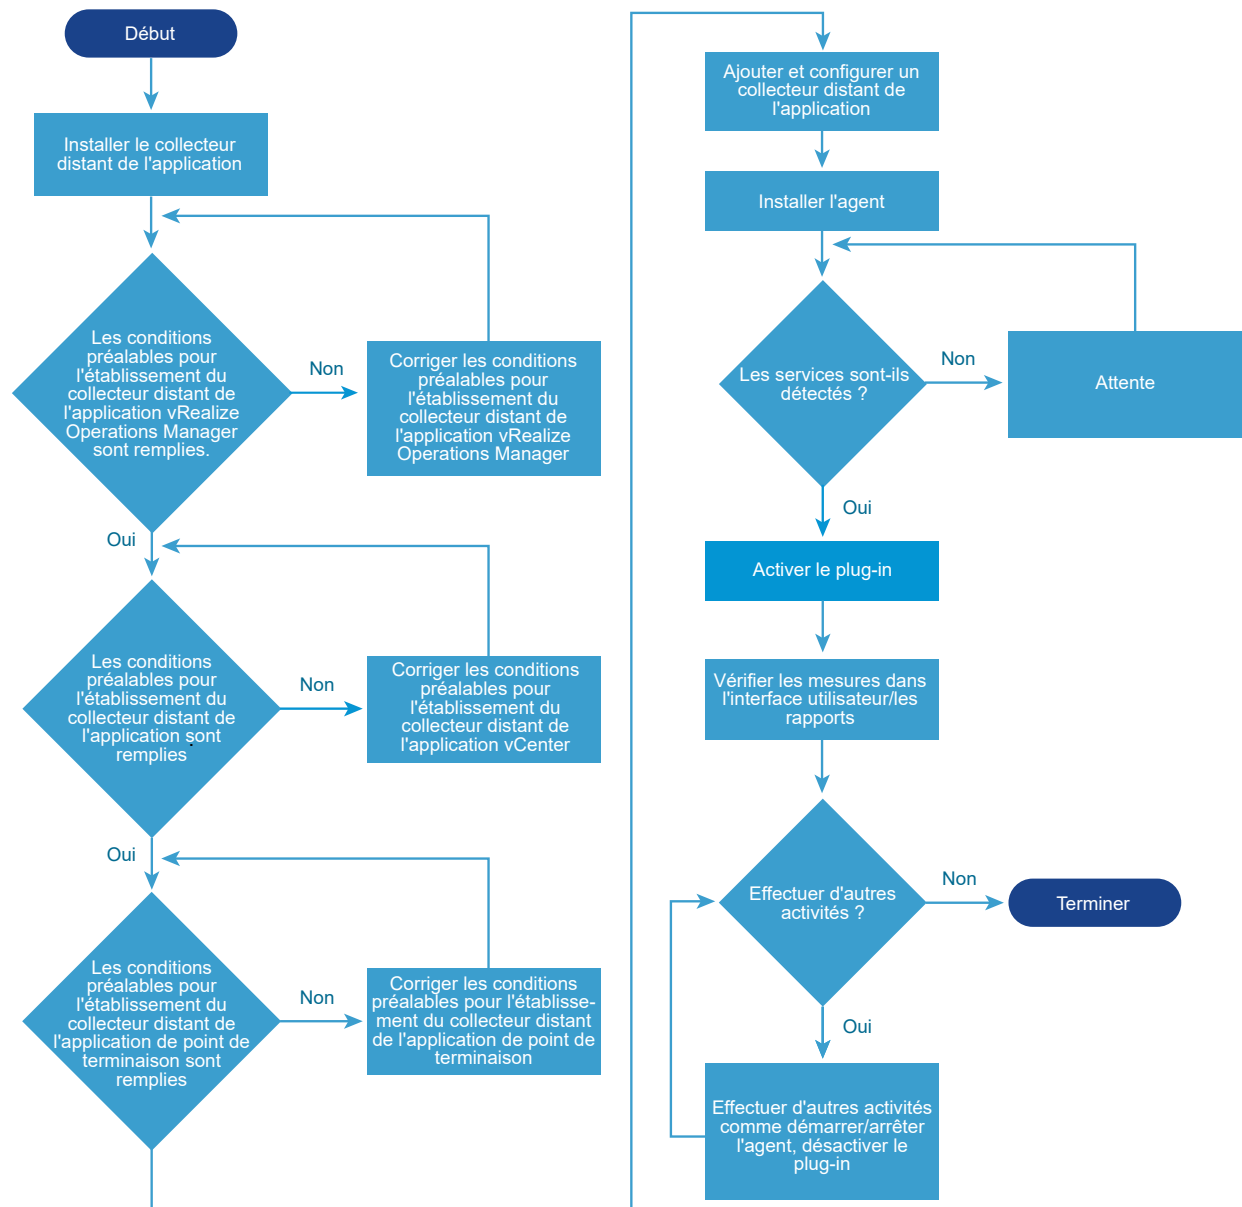 Début
Installer le collecteur
distant de l'application
Les conditions
préalables pour
l'établissement du
collecteur distant de
l'application vRealize
Operations Manager
sont remplies.
Non
Corriger les conditions
préalables pour
l'établissement du
collecteur distant de
l'application vRealize
Operations Manager
Oui
Les conditions
préalables pour
l'établissement du
collecteur distant de
l'application sont
remplies
Non
Corriger les conditions
préalables pour
l'établissement du
collecteur distant de
l'application vCenter
Oui
Les conditions
préalables pour
l'établissement du
collecteur distant de
l'application de point de
terminaison sont
remplies
Non
Corriger les conditions
préalables pour l'établisse-
ment du collecteur distant
de l'application de point de
terminaison
Ajouter et configurer un
collecteur distant de
l'application
Installer l'agent
Les services sont-ils
détectés ?
Non
Attente
Oui
Activer le plug-in
Vérifier les mesures dans
l'interface utilisateur/les
rapports
Effectuer d'autres
activités ?
Non
Terminer
Oui
Effectuer d'autres activités
comme démarrer/arrêter
l'agent, désactiver le
plug-in